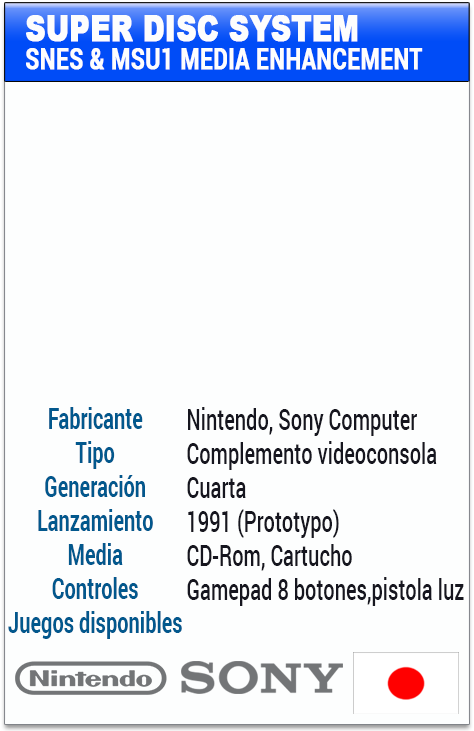 SUPER DISC SYSTEM
SNES & MSU1 MEDIA ENHANCEMENT
Fabricante Nintendo, Sony Computer
Tipo Complemento videoconsola
Generación Cuarta
Lanzamiento 1991 (Prototypo)
Media CD-Rom, Cartucho
Controles Gamepad 8 botones,pistola luz
Juegos disponibles
Nintendo SONY